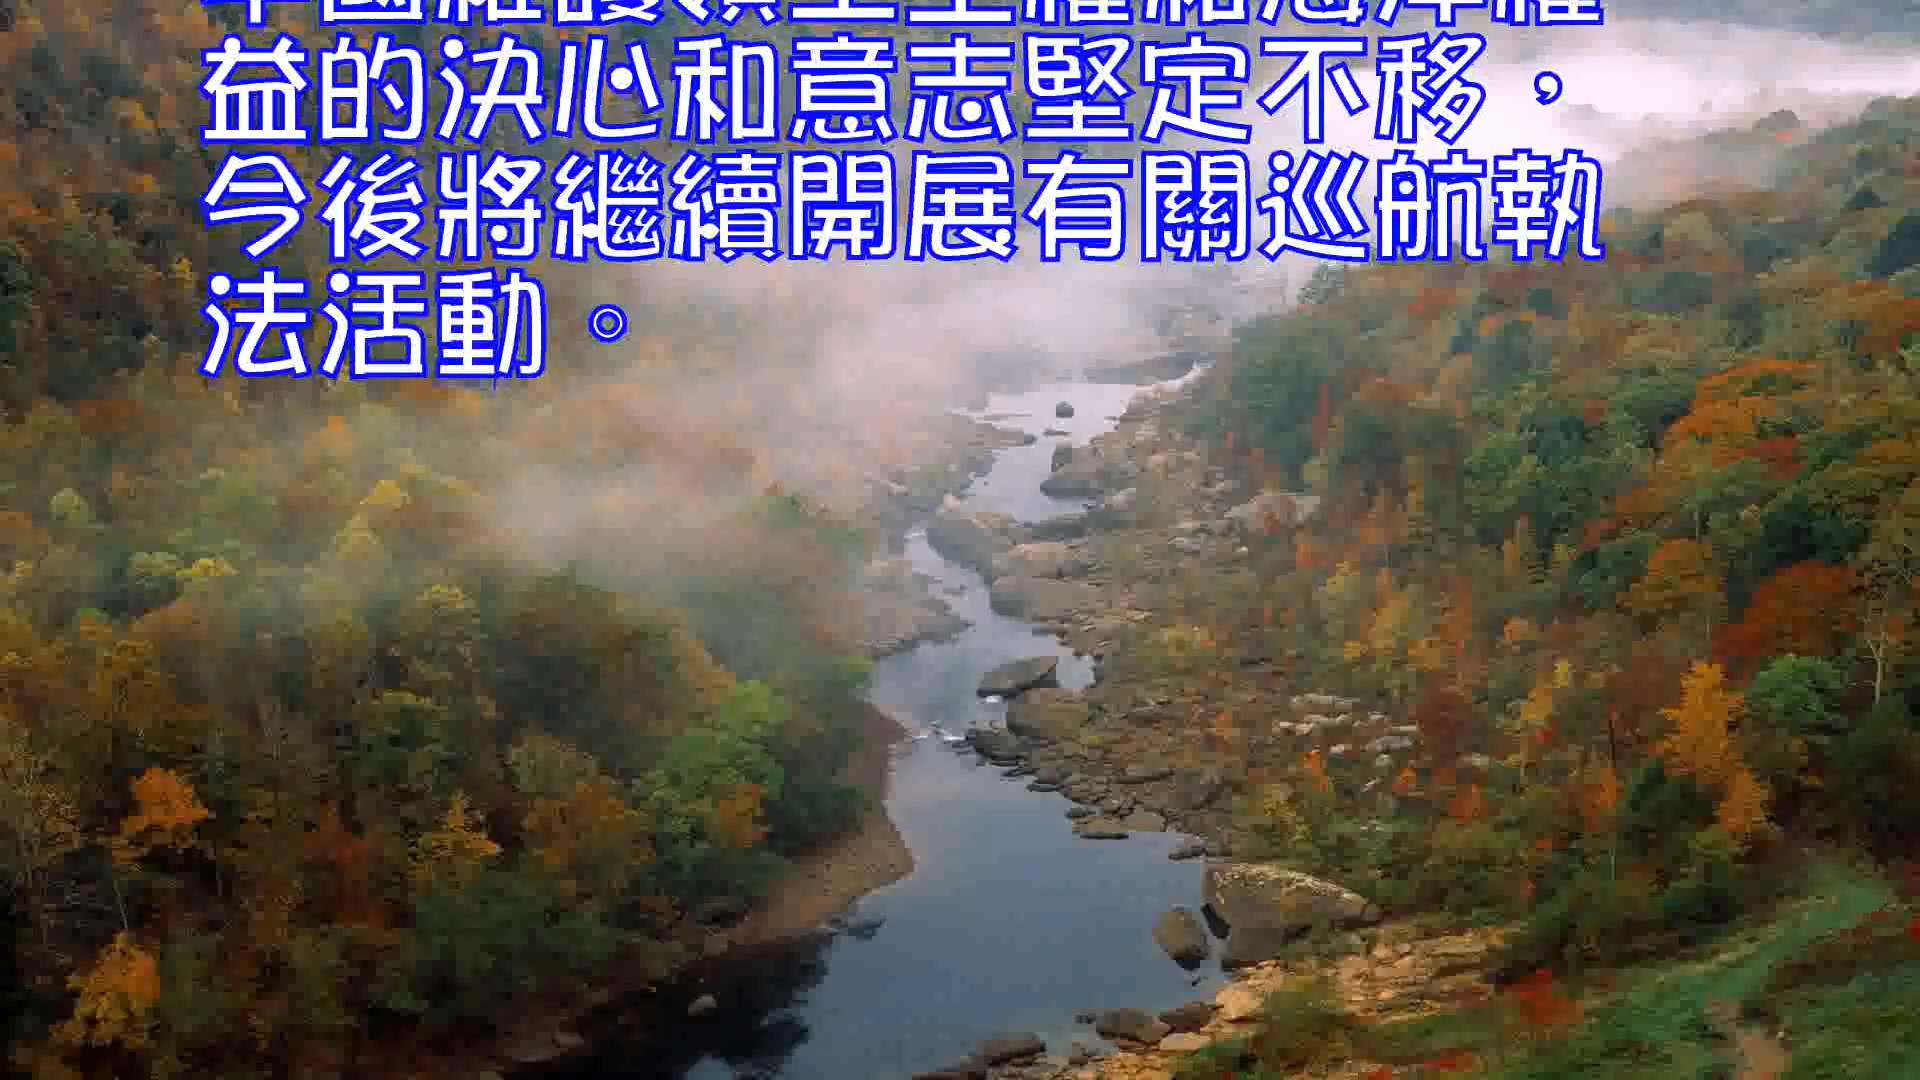 益的決心和意志堅定不移，
今後將繼續開展有關巡航執
法活動。